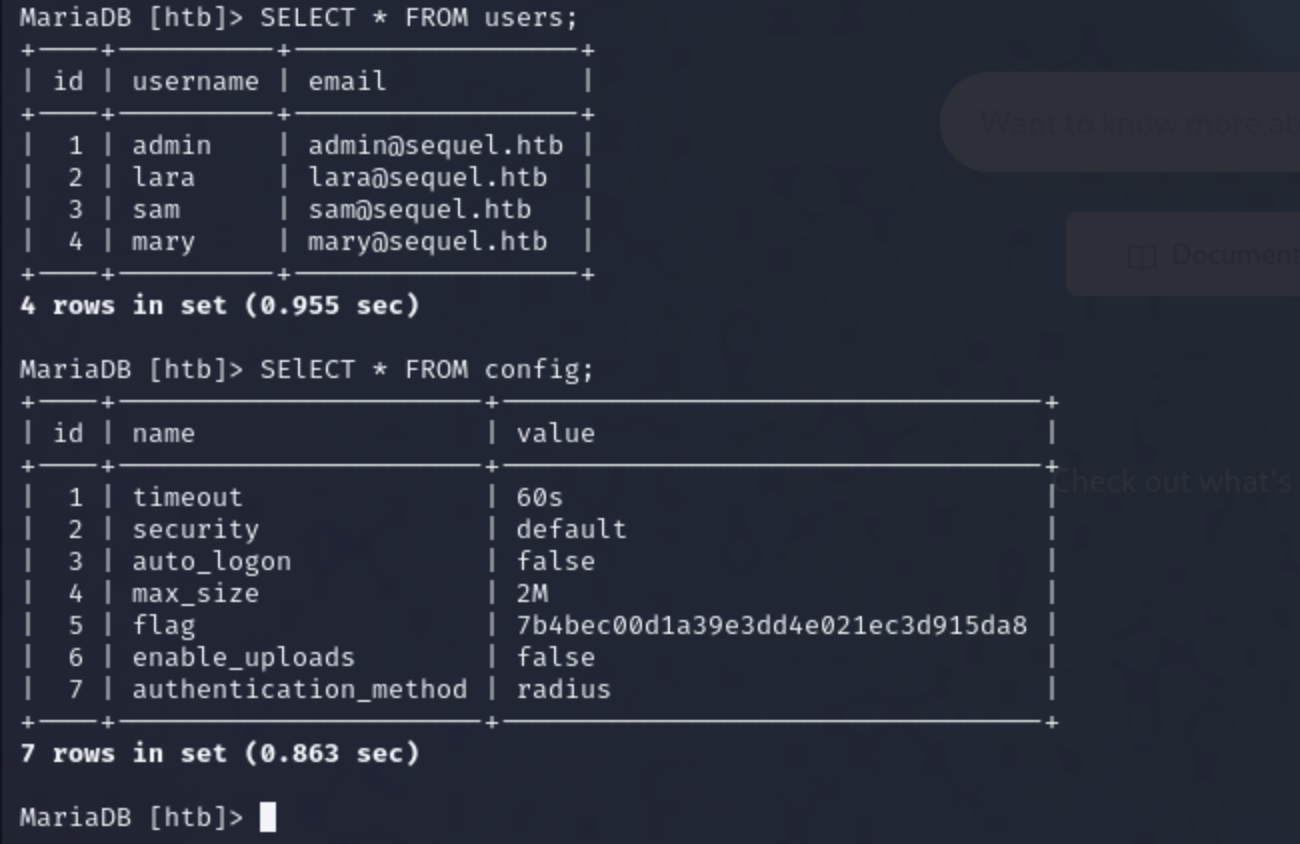 MariaDB [htb]> SELECT * FROM users;
| id | username | email |
| 1 | admin | admin@sequel.htb |
| 2 | lara | lara@sequel.htb |
| 3 | sam | sam@sequel.htb |
| 4 | mary | mary@sequel.htb |
4 rows in set (0.955 sec)
MariaDB [htb]> SElECT * FROM config;
| id | name | value |
| 1 | timeout | 60s |
| 2 | security | default |
| 3 | auto_logon | false |
| 4 | max_size | 2M |
| 5 | flag | 7b4bec00d1a39e3dd4e021ec3d915da8 |
| 6 | enable_uploads | false |
| 7 | authentication_method | radius |
7 rows in set (0.863 sec)
MariaDB [htb]>
Want to know more
Document
Check out what's